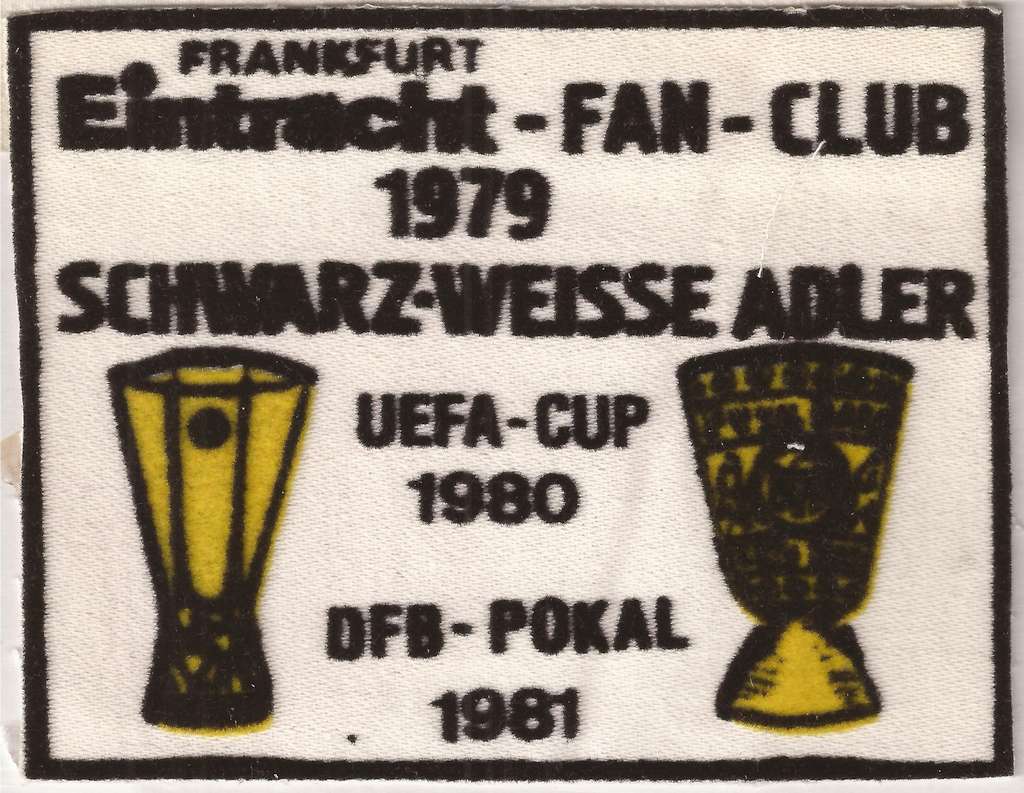 FRANKFURT
Eintracht - FAN - CLUB
1979
SCHWARZ-WEISSE ADLER
UEFA-CUP
1980
DFB - POKAL
1981